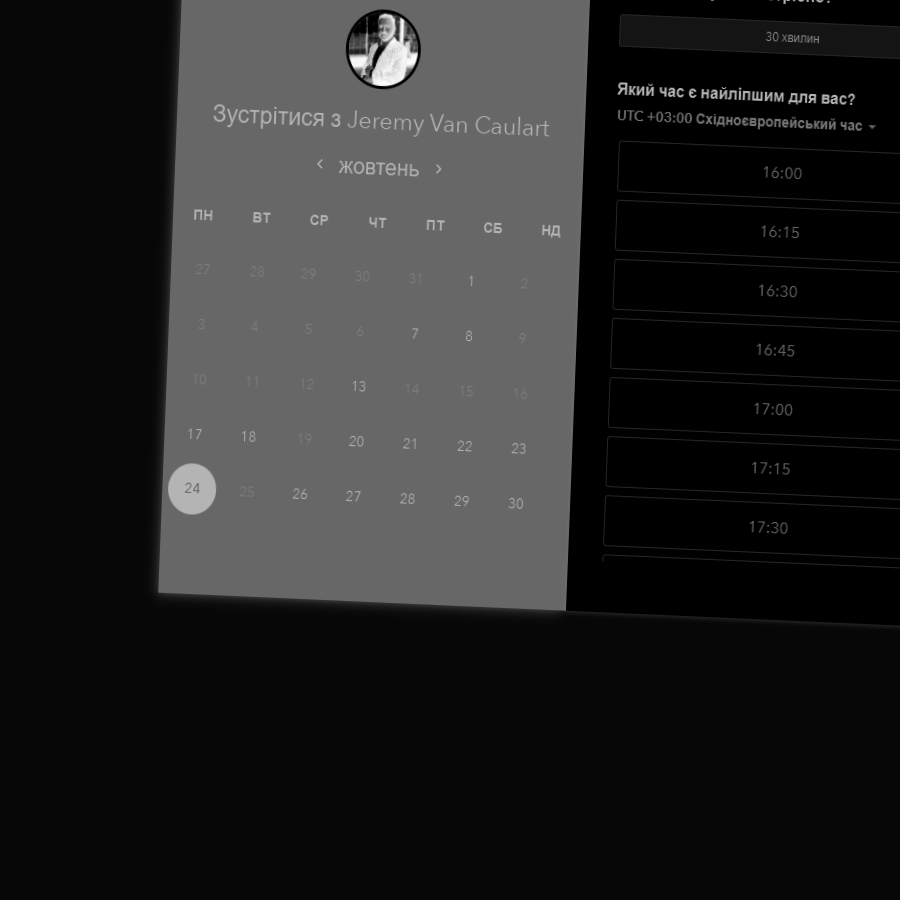 Зустрітися з Jeremy Van Caulart
жовтень
ПН ВТ СР ЧТ ПТ СБ НД
27 28 29 30 31 1 2
3 4 5 6 7 8 9
10 11 12 13 14 15 16
17 18 19 20 21 22 23
24 25 26 27 28 29 30
30 хвилин
Який час є найліпшим для вас?
UTC +03:00 Східноєвропейський час
16:00
16:15
16:30
16:45
17:00
17:15
17:30